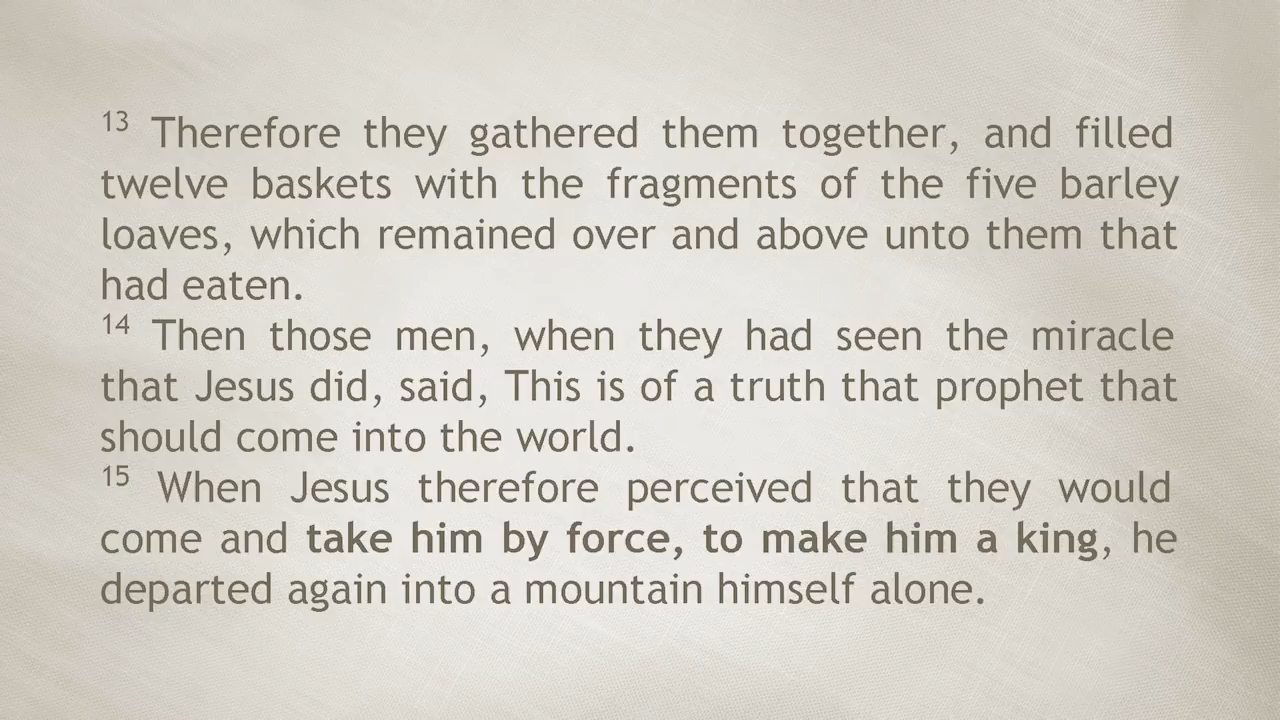 13 Therefore they gathered them together, and filled
twelve baskets with the fragments of the five barley
loaves, which remained over and above unto them that
had eaten.
14 Then those men, when they had seen the miracle
that Jesus did, said, This is of a truth that prophet that
should come into the world.
15 When Jesus therefore perceived that they would
come and take him by force, to make him a king, he
departed again into a mountain himself alone.